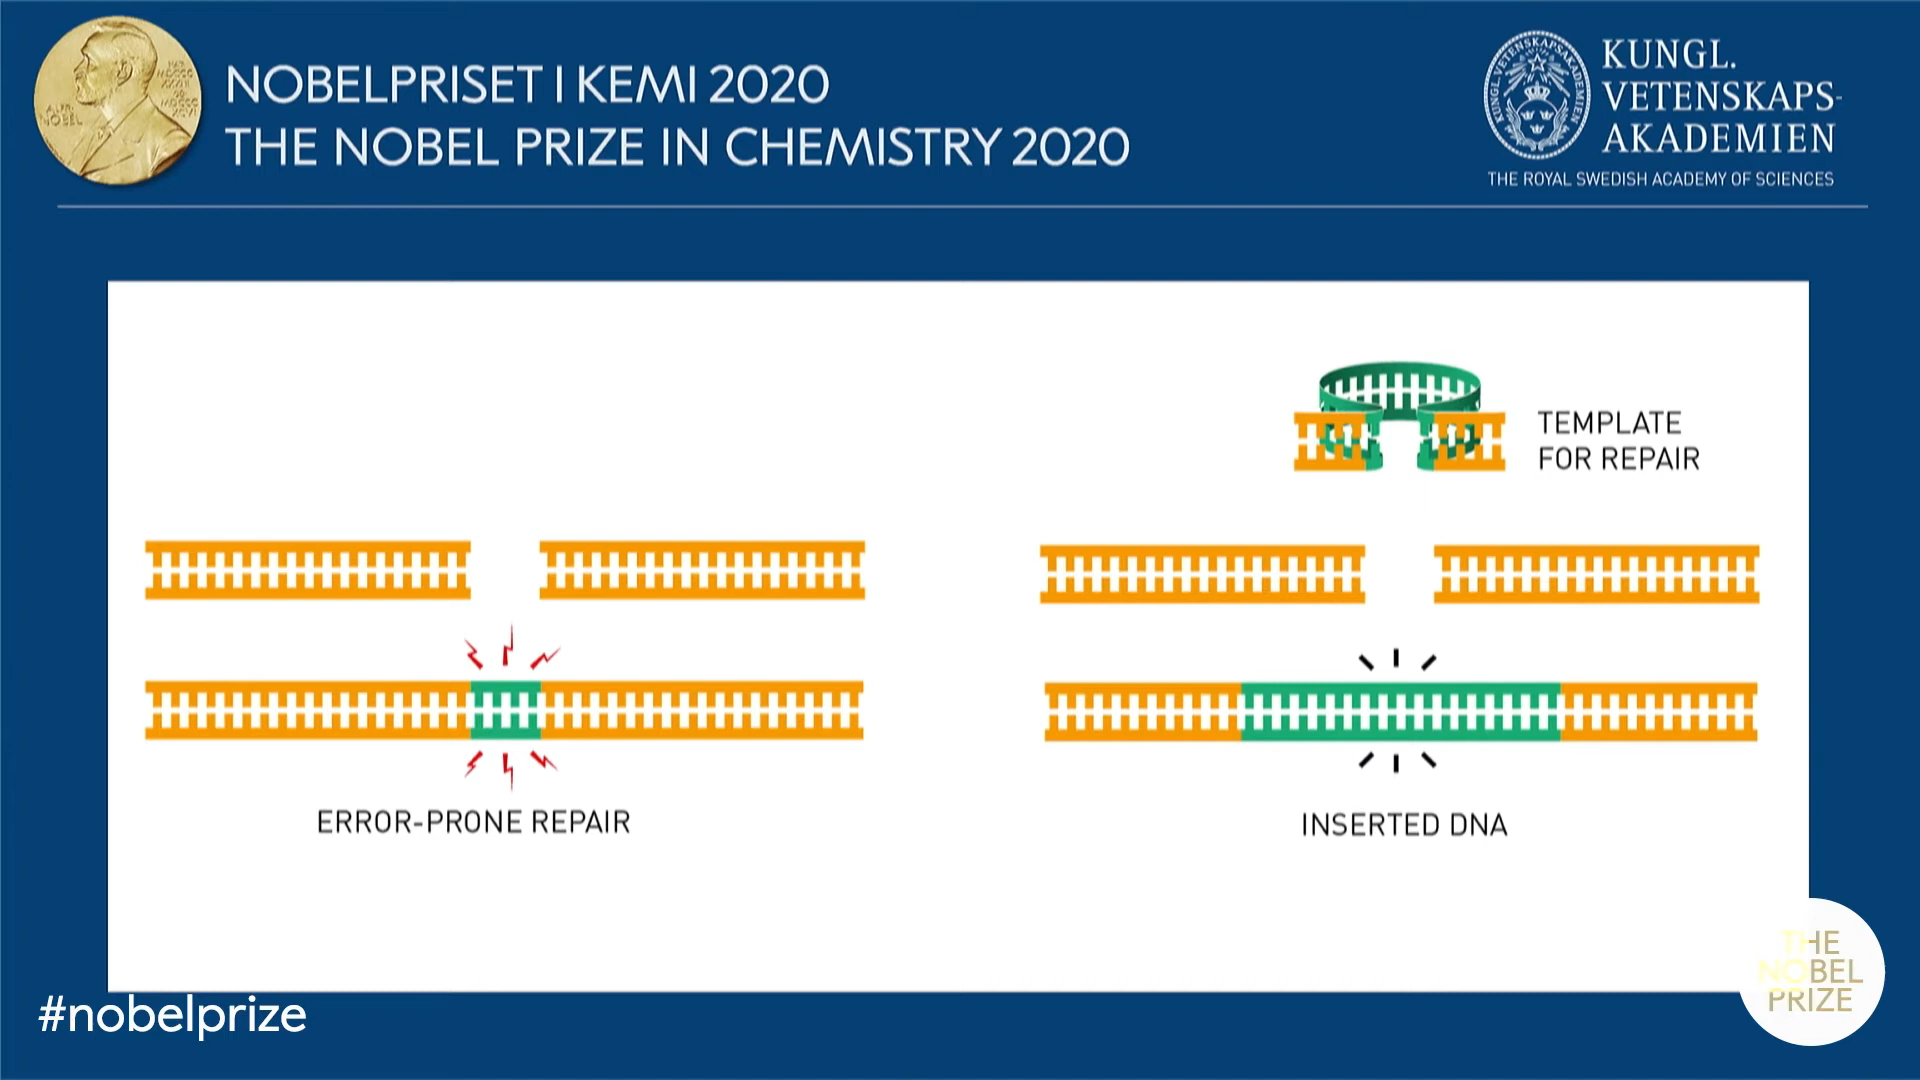 NOBELPRISET I KEMI 2020
THE NOBEL PRIZE IN CHEMISTRY 2020
KUNGL.
VETENSKAPS-
AKADEMIEN
THE ROYAL SWEDISH ACADEMY OF SCIENCES
TEMPLATE
FOR REPAIR
ERROR-PRONE REPAIR
INSERTED DNA
#nobelprize
THE
NOBEL
PRIZE